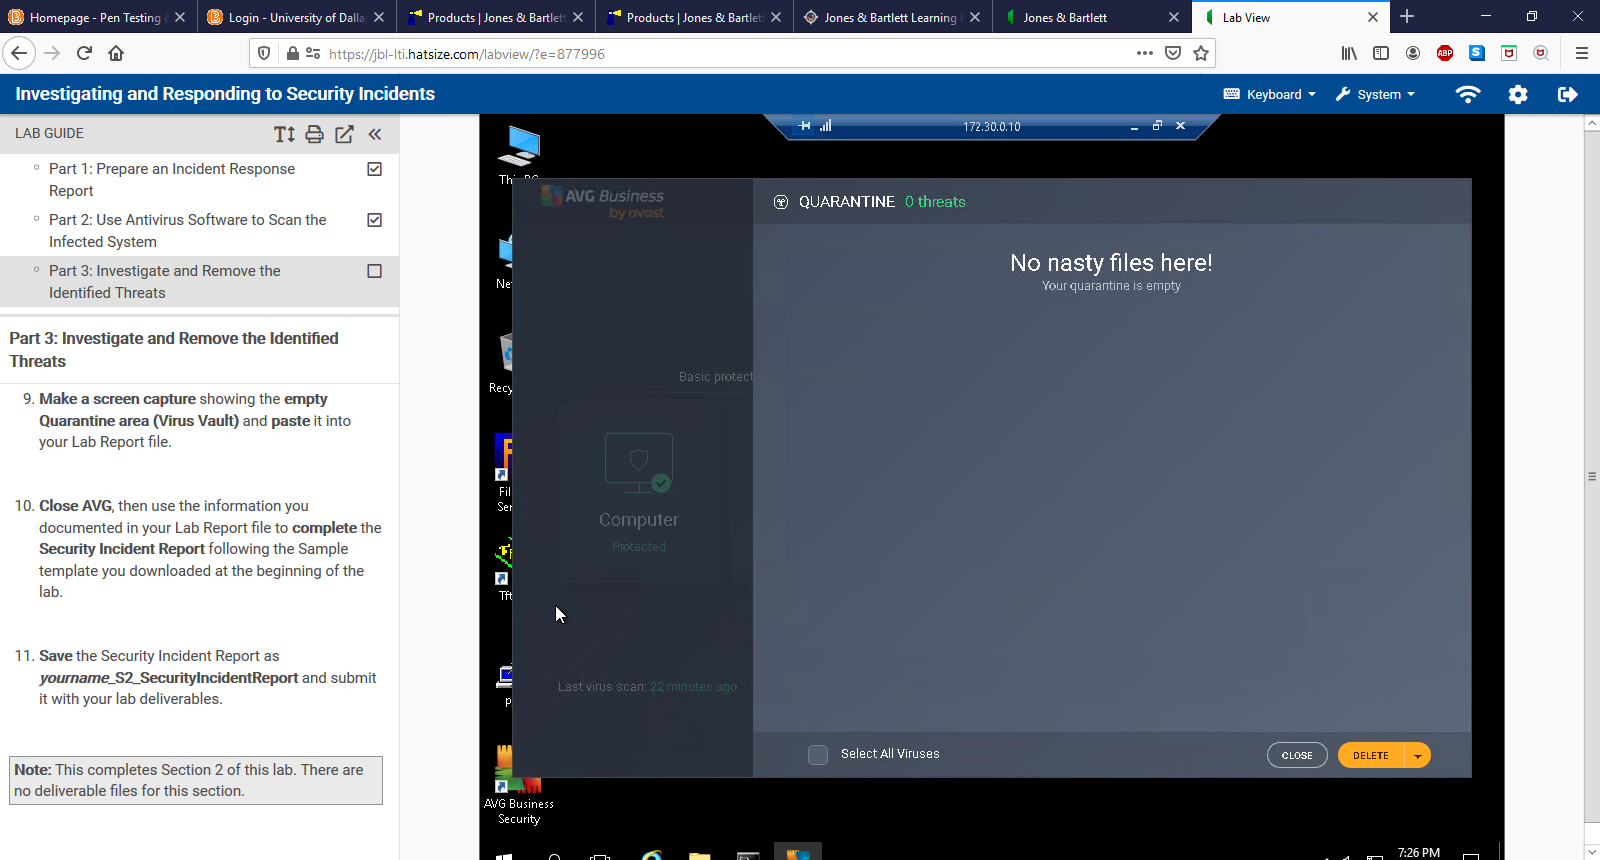 Homepage - Pen Testing &
Login - University of Dallas
Products | Jones & Bartlett
Products | Jones & Bartlett
Jones & Bartlett Learning
Jones & Bartlett
Lab View
https://jbl-lti.hatsize.com/labview/?e=877996
ABP
Investigating and Responding to Security Incidents
Keyboard
System
LAB GUIDE
Part 1: Prepare an Incident Response
Report
Part 2: Use Antivirus Software to Scan the
Infected System
Part 3: Investigate and Remove the
Identified Threats
Part 3: Investigate and Remove the Identified
Threats
9. Make a screen capture showing the empty
Quarantine area (Virus Vault) and paste it into
your Lab Report file.
10. Close AVG, then use the information you
documented in your Lab Report file to complete the
Security Incident Report following the Sample
template you downloaded at the beginning of the
lab.
11. Save the Security Incident Report as
yourname_S2_SecurityIncidentReport and submit
it with your lab deliverables.
Note: This completes Section 2 of this lab. There are
no deliverable files for this section.
172.30.0.10
AVG Business
by avast
QUARANTINE 0 threats
No nasty files here!
Your quarantine is empty
Basic protect
Computer
Protected
Last virus scan: 22 minutes ago
Select All Viruses
CLOSE
DELETE
Recy
Fil
Ser
Tft
AVG Business
Security
7:26 PM